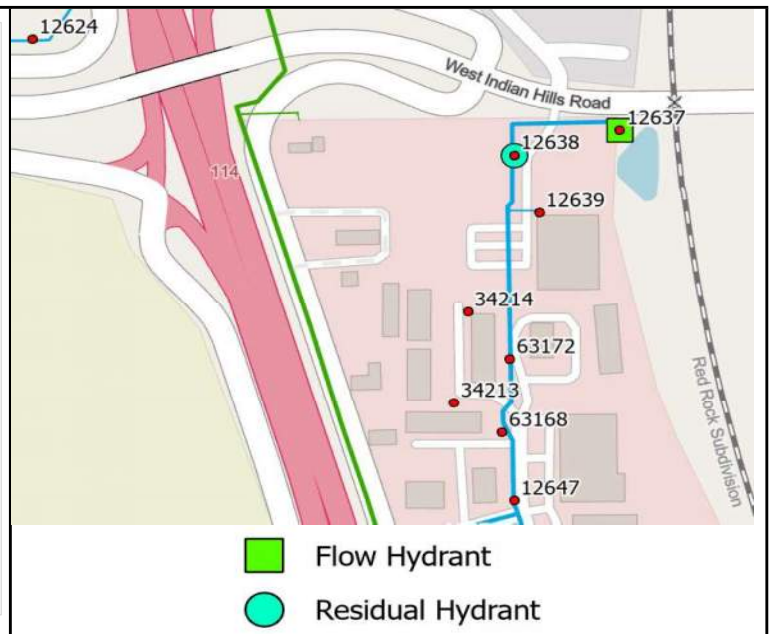 12624
West Indian Hills Road
12637
12638
114
12639
34214
63172
34213
63168
Red Rock Subdivision
12647
Flow Hydrant
Residual Hydrant